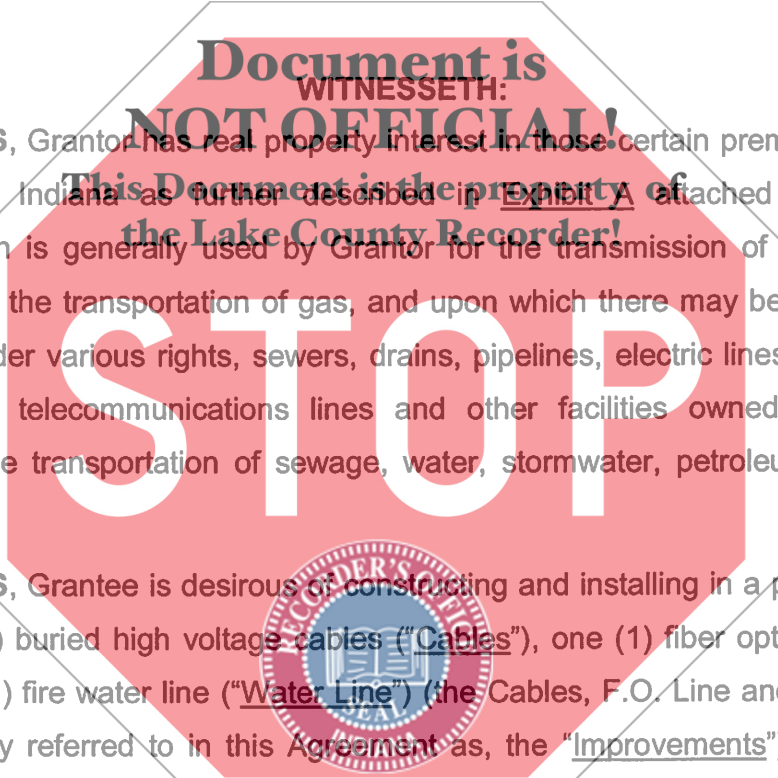 Document is
WITNESSETH:
NOT OFFICIAL!
S, Grantor has real property interest in those certain prem
This Document is the property of
Indiana as further described in Exhibit A attached
the Lake County Recorder!
n is generally used by Grantor for the transmission of
the transportation of gas, and upon which there may be
der various rights, sewers, drains, pipelines, electric lines
STOP
telecommunications lines and other facilities owned
e transportation of sewage, water, stormwater, petroleu
S, Grantee is desirous of constructing and installing in a p
) buried high voltage cables ("Cables"), one (1) fiber opt
) fire water line ("Water Line") (the Cables, F.O. Line and
y referred to in this Agreement as, the "Improvements"
RECORDER'S OFFICE
SEAL
INDIANA